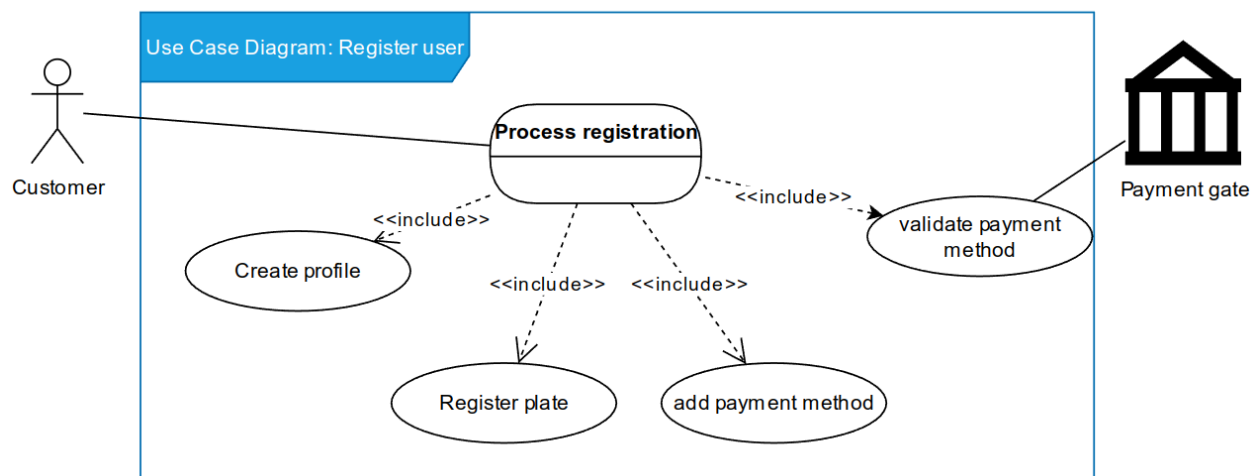 Use Case Diagram: Register user
Process registration
Customer
Payment gate
<<include>>
<<include>>
validate payment
method
Create profile
<<include>>
<<include>>
Register plate
add payment method